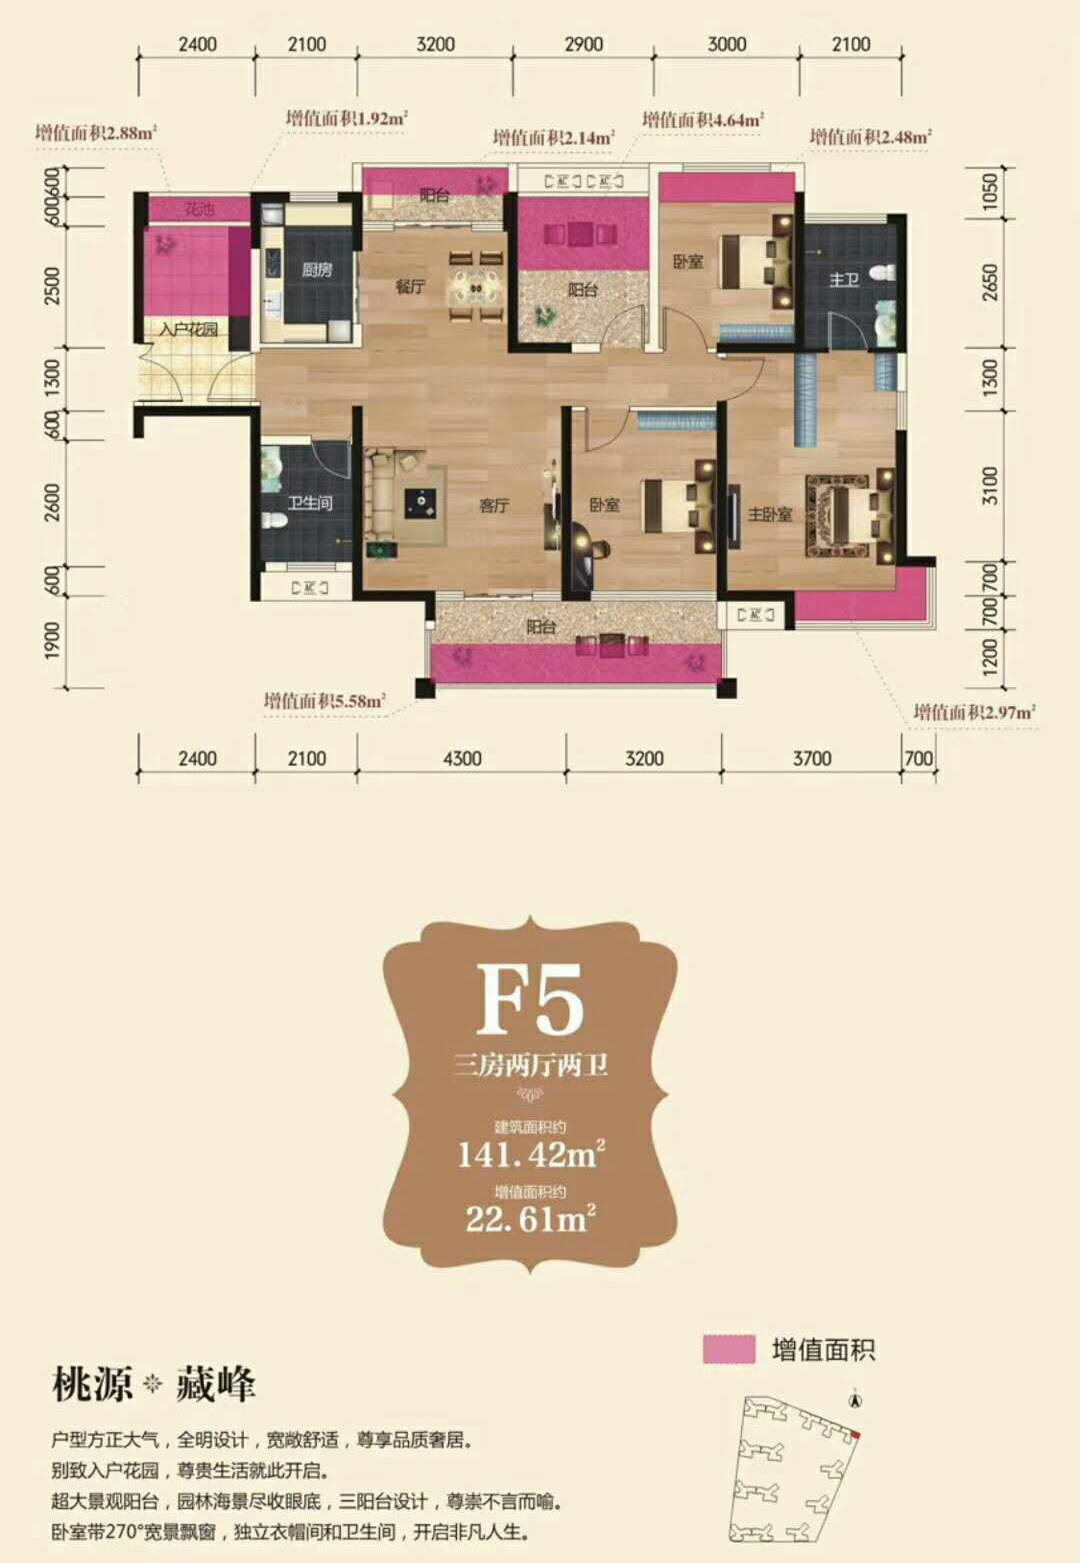 2400 2100 3200 2900 3000 2100
增值面积2.88m²
增值面积1.92m²
增值面积2.14m²
增值面积4.64m²
增值面积2.48m²
600
600
2500
1300
600
2600
600
1900
1050
2650
1300
3100
700
700
1200
花池
阳台
AC AC
厨房
餐厅
阳台
卧室
主卫
入户花园
卫生间
客厅
卧室
主卧室
AC
阳台
AC
增值面积5.58m²
增值面积2.97m²
2400 2100 4300 3200 3700 700
F5
三房两厅两卫
建筑面积约
141.42m²
增值面积约
22.61m²
增值面积
桃源 藏峰
户型方正大气，全明设计，宽敞舒适，尊享品质奢居。
别致入户花园，尊贵生活就此开启。
超大景观阳台，园林海景尽收眼底，三阳台设计，尊崇不言而喻。
卧室带270°宽景飘窗，独立衣帽间和卫生间，开启非凡人生。